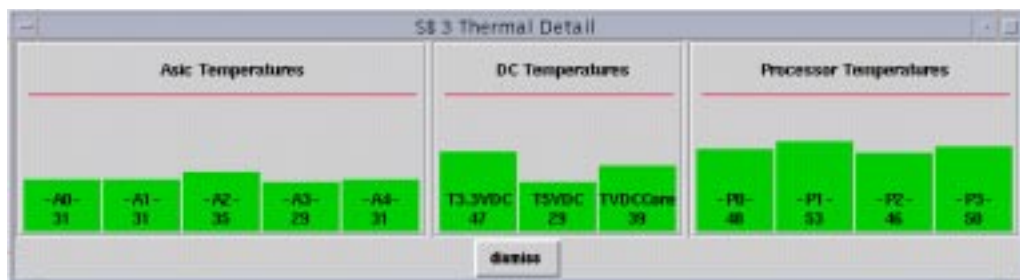 SB 3 Thermal Detail
Asic Temperatures
-A0- -A1- -A2- -A3- -A4-
31 31 35 29 31
DC Temperatures
T3.3VDC T5VDC TVDCCore
47 29 39
Processor Temperatures
-P0- -P1- -P2- -P3-
48 53 46 50
dismiss